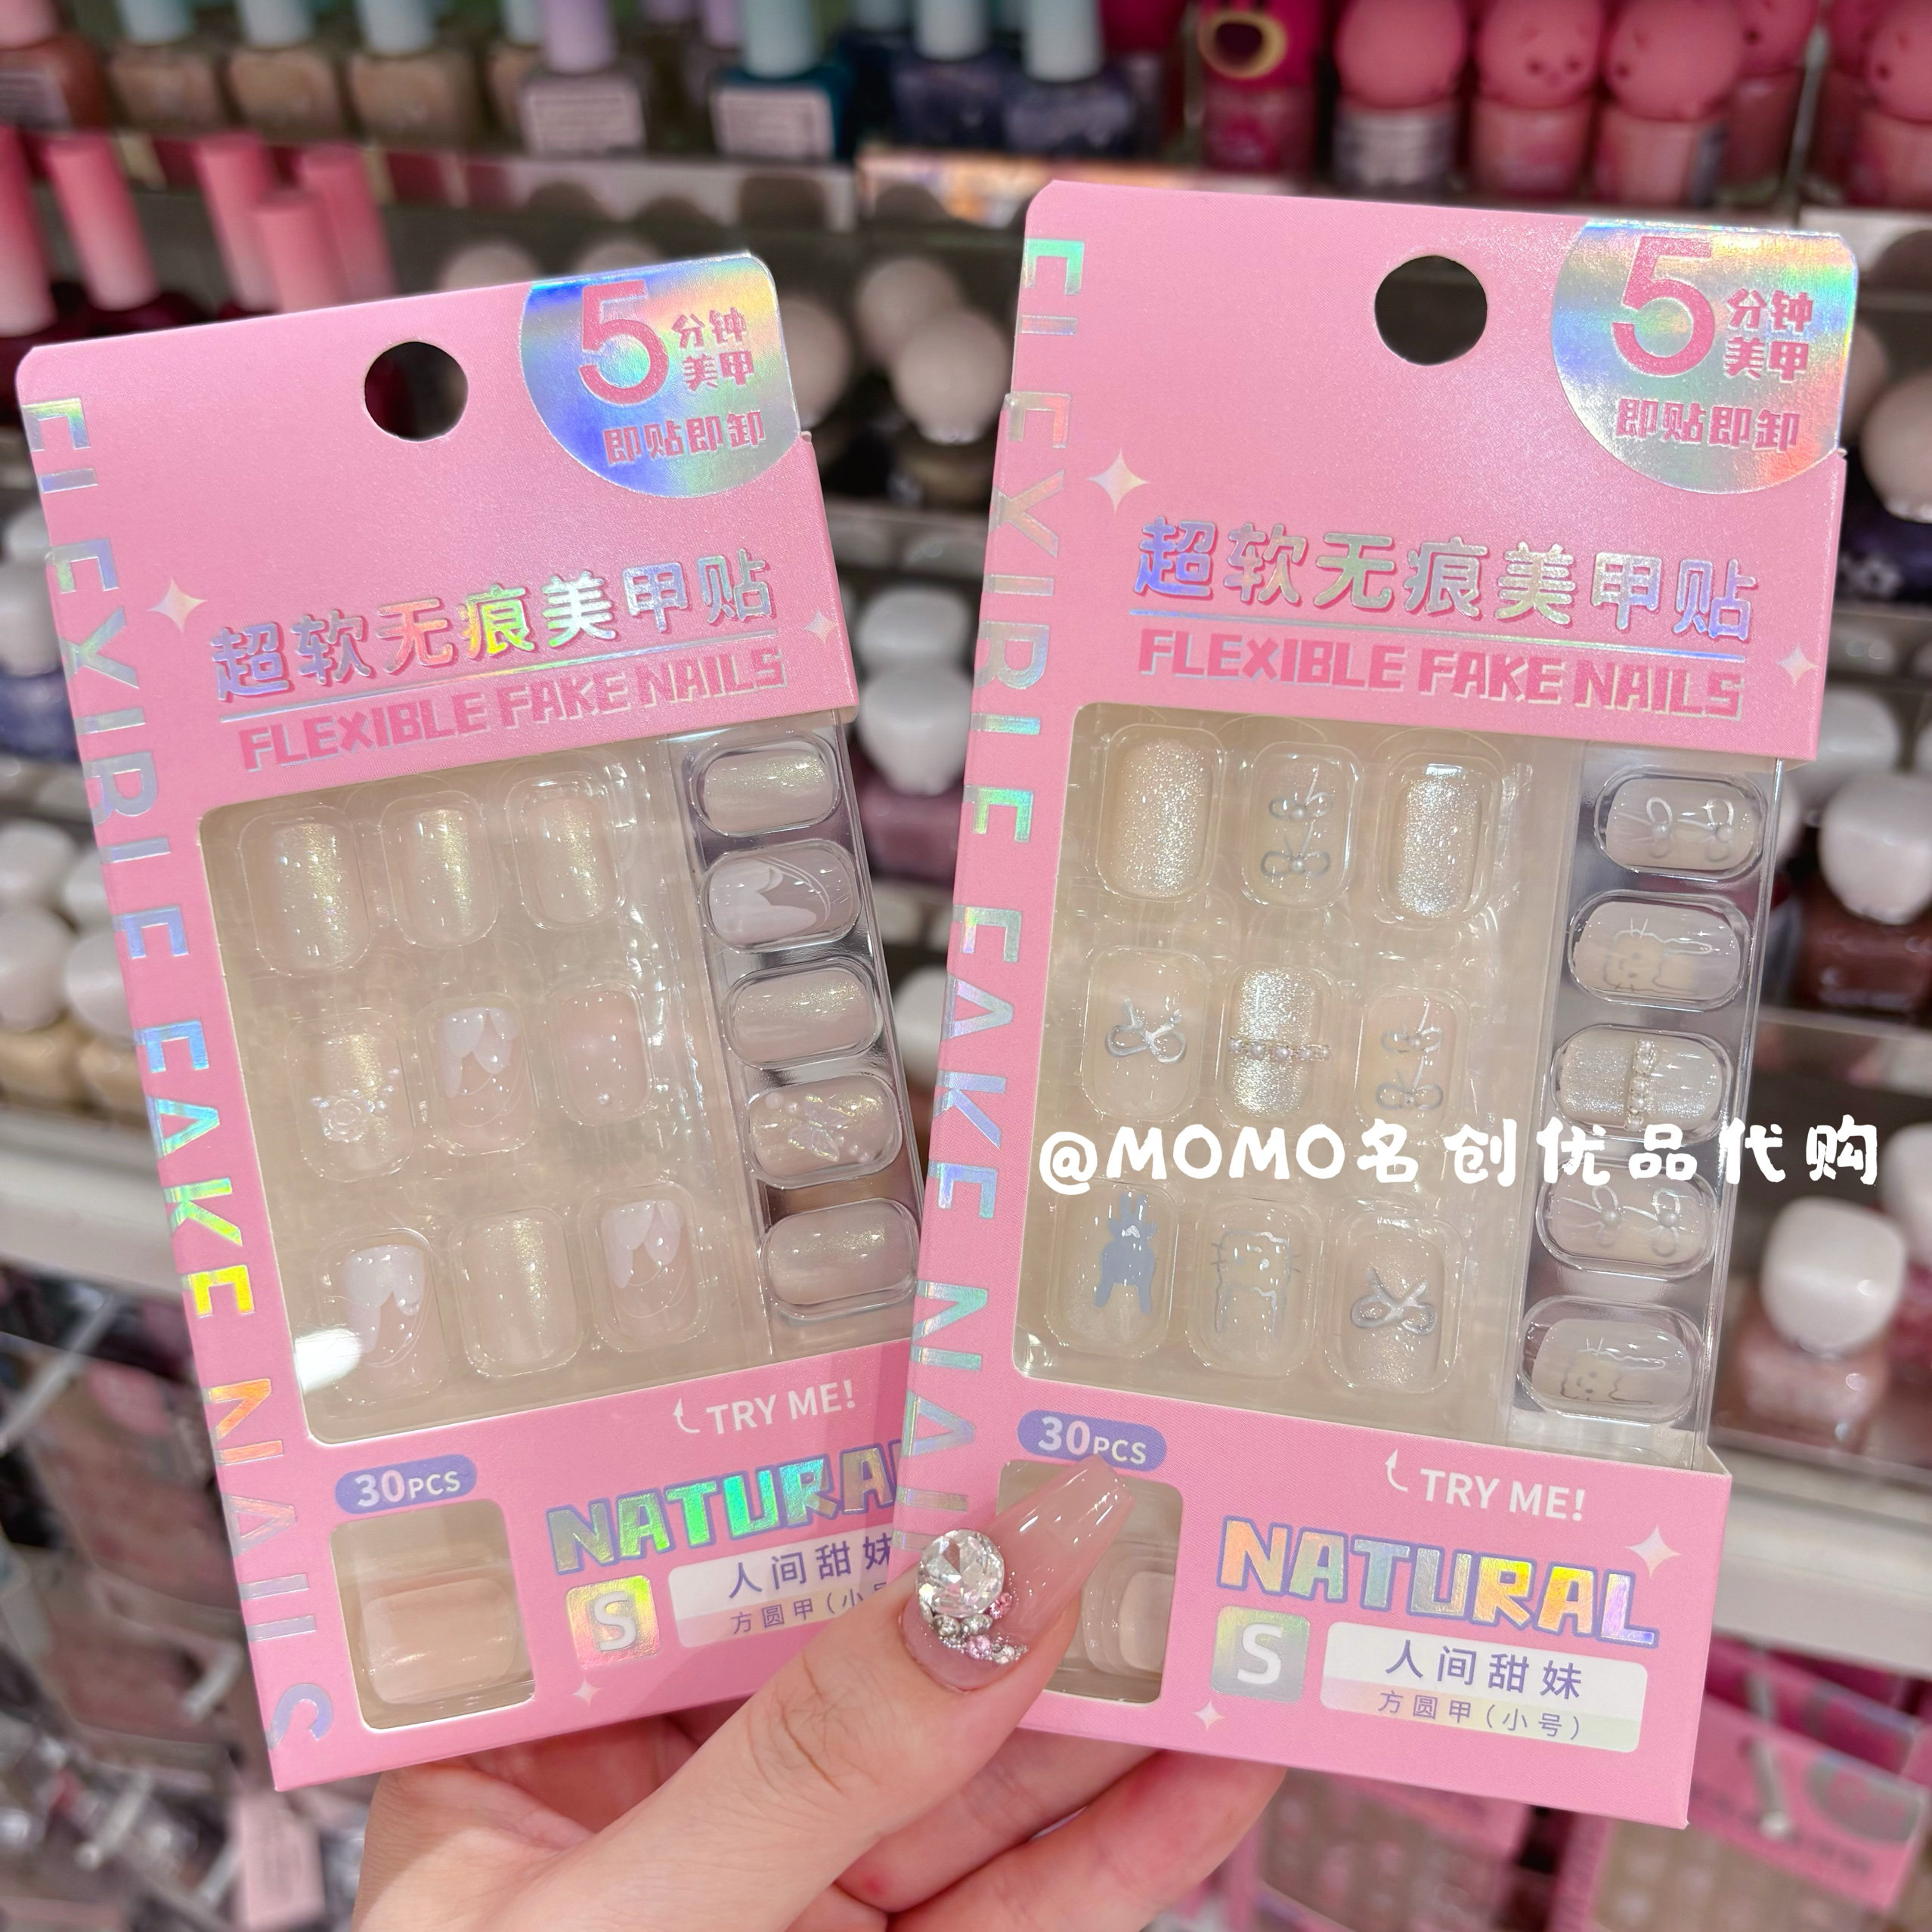 5分钟
美甲
即贴即卸
超软无痕美甲贴
FLEXIBLE FAKE NAILS
FLEXIBLE FAKE NAILS
TRY ME!
30PCS
NATURAL
S
人间甜妹
方圆甲(小号
5分钟
美甲
即贴即卸
超软无痕美甲贴
FLEXIBLE FAKE NAILS
FLEXIBLE FAKE NAILS
@MOMO名创优品代购
30PCS
TRY ME!
NATURAL
S
人间甜妹
方圆甲(小号)